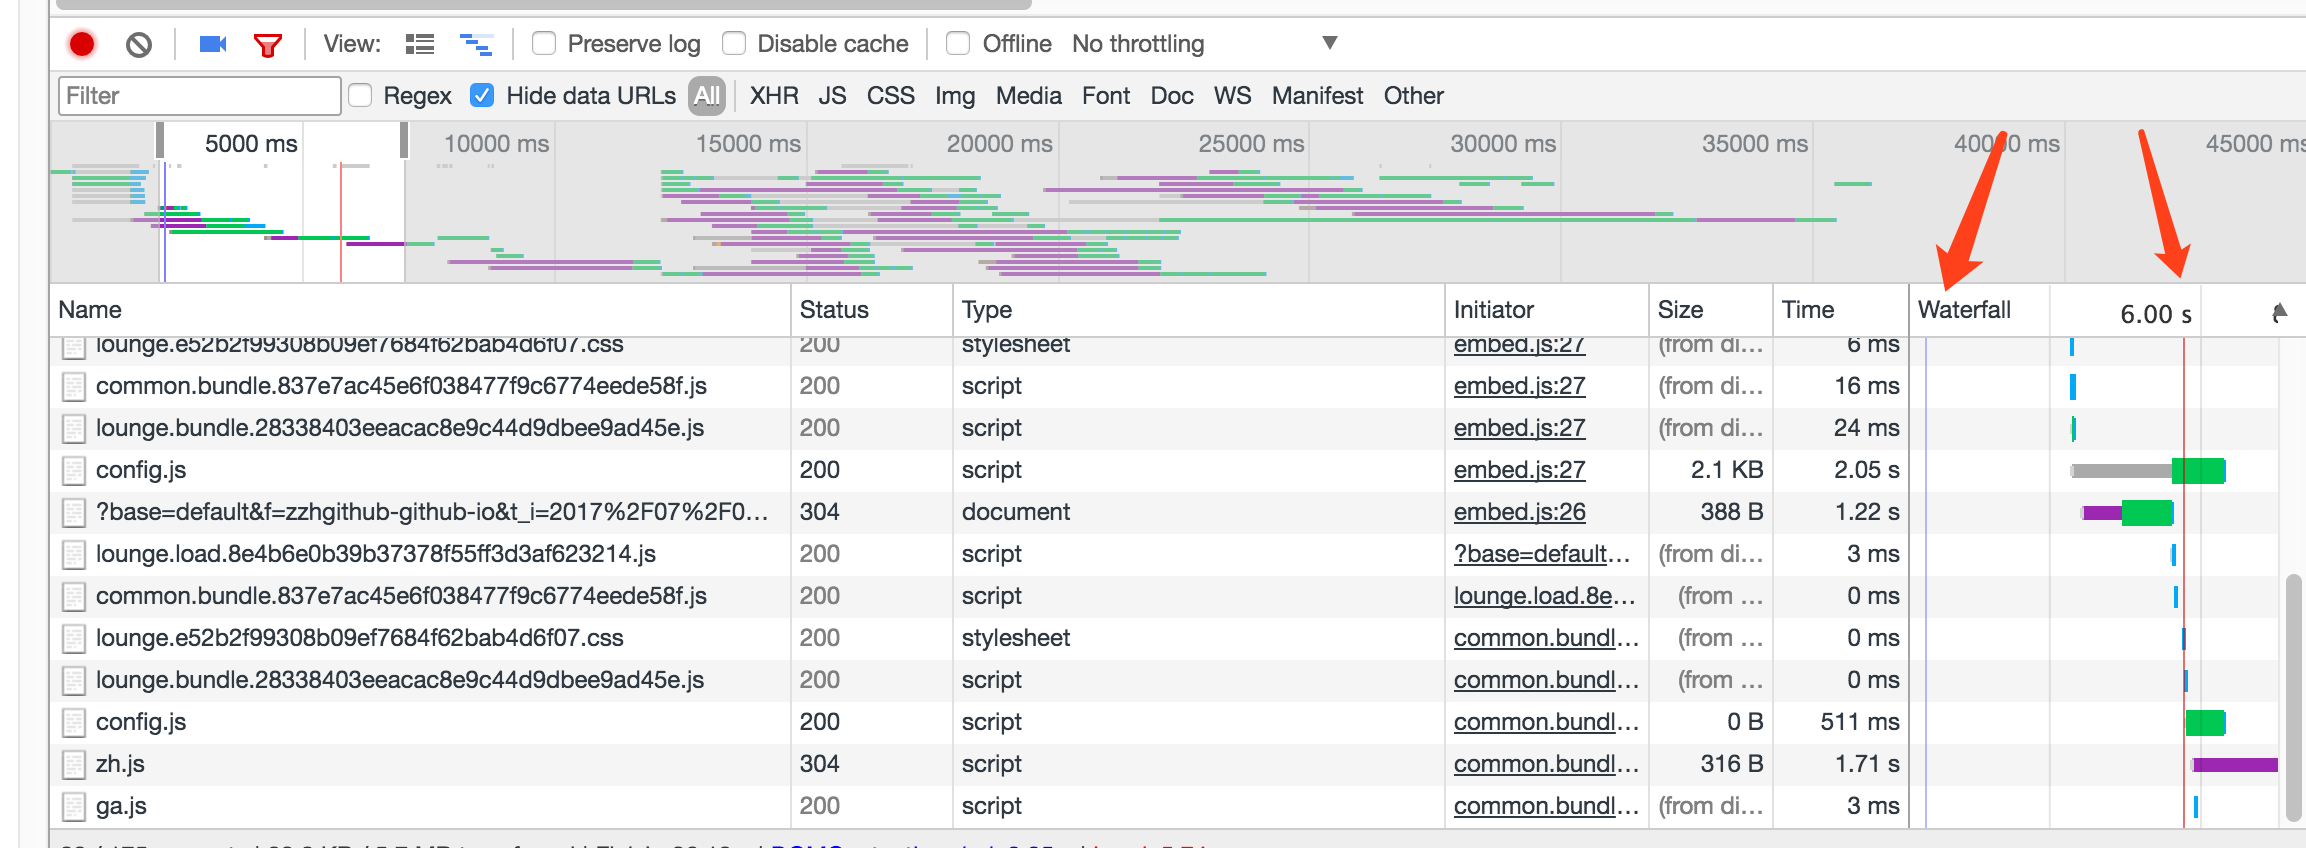 View: Preserve log Disable cache Offline No throttling
Filter Regex Hide data URLs All XHR JS CSS Img Media Font Doc WS Manifest Other
5000 ms 10000 ms 15000 ms 20000 ms 25000 ms 30000 ms 35000 ms 40000 ms 45000 ms
Name Status Type Initiator Size Time Waterfall 6.00 s
lounge.e52b2f99308b09ef7684f62bab4d6f07.css 200 stylesheet embed.js:27 (from di... 6 ms
common.bundle.837e7ac45e6f038477f9c6774eede58f.js 200 script embed.js:27 (from di... 16 ms
lounge.bundle.28338403eeacac8e9c44d9dbee9ad45e.js 200 script embed.js:27 (from di... 24 ms
config.js 200 script embed.js:27 2.1 KB 2.05 s
?base=default&f=zzhgithub-github-io&t_i=2017%2F07%2F0... 304 document embed.js:26 388 B 1.22 s
lounge.load.8e4b6e0b39b37378f55ff3d3af623214.js 200 script ?base=default... (from di... 3 ms
common.bundle.837e7ac45e6f038477f9c6774eede58f.js 200 script lounge.load.8e... (from ... 0 ms
lounge.e52b2f99308b09ef7684f62bab4d6f07.css 200 stylesheet common.bundl... (from ... 0 ms
lounge.bundle.28338403eeacac8e9c44d9dbee9ad45e.js 200 script common.bundl... (from ... 0 ms
config.js 200 script common.bundl... 0 B 511 ms
zh.js 304 script common.bundl... 316 B 1.71 s
ga.js 200 script common.bundl... (from di... 3 ms